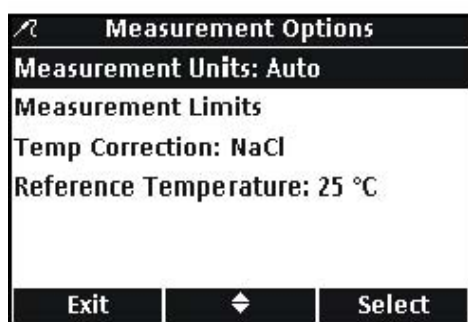 Measurement Options
Measurement Units: Auto
Measurement Limits
Temp Correction: NaCl
Reference Temperature: 25 °C
Exit
Select